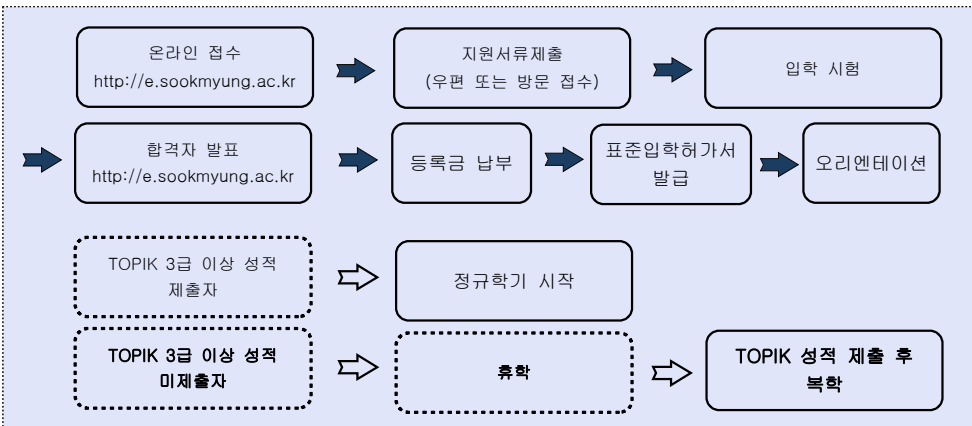 온라인 접수
http://e.sookmyung.ac.kr
지원서류제출
(우편 또는 방문 접수)
입학 시험
합격자 발표
http://e.sookmyung.ac.kr
등록금 납부
표준입학허가서
발급
오리엔테이션
TOPIK 3급 이상 성적
제출자
정규학기 시작
TOPIK 3급 이상 성적
미제출자
휴학
TOPIK 성적 제출 후
복학